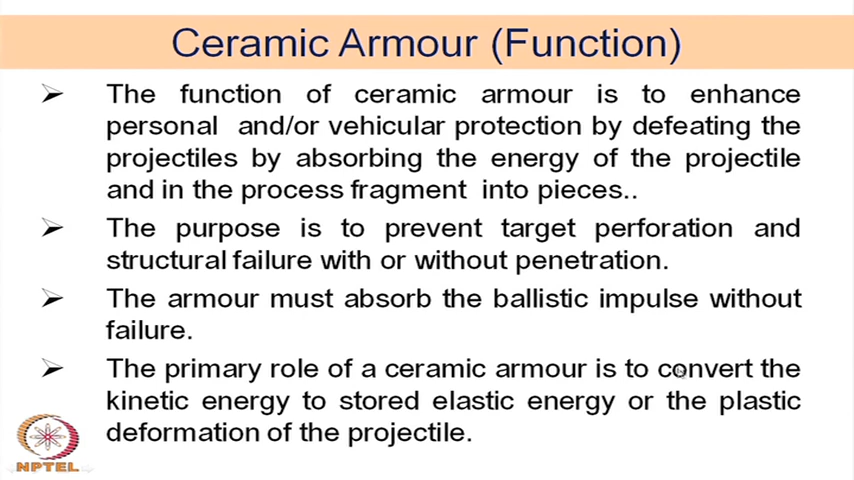 Ceramic Armour (Function)
The function of ceramic armour is to enhance
personal and/or vehicular protection by defeating the
projectiles by absorbing the energy of the projectile
and in the process fragment into pieces..
The purpose is to prevent target perforation and
structural failure with or without penetration.
The armour must absorb the ballistic impulse without
failure.
The primary role of a ceramic armour is to convert the
kinetic energy to stored elastic energy or the plastic
deformation of the projectile.
NPTEL